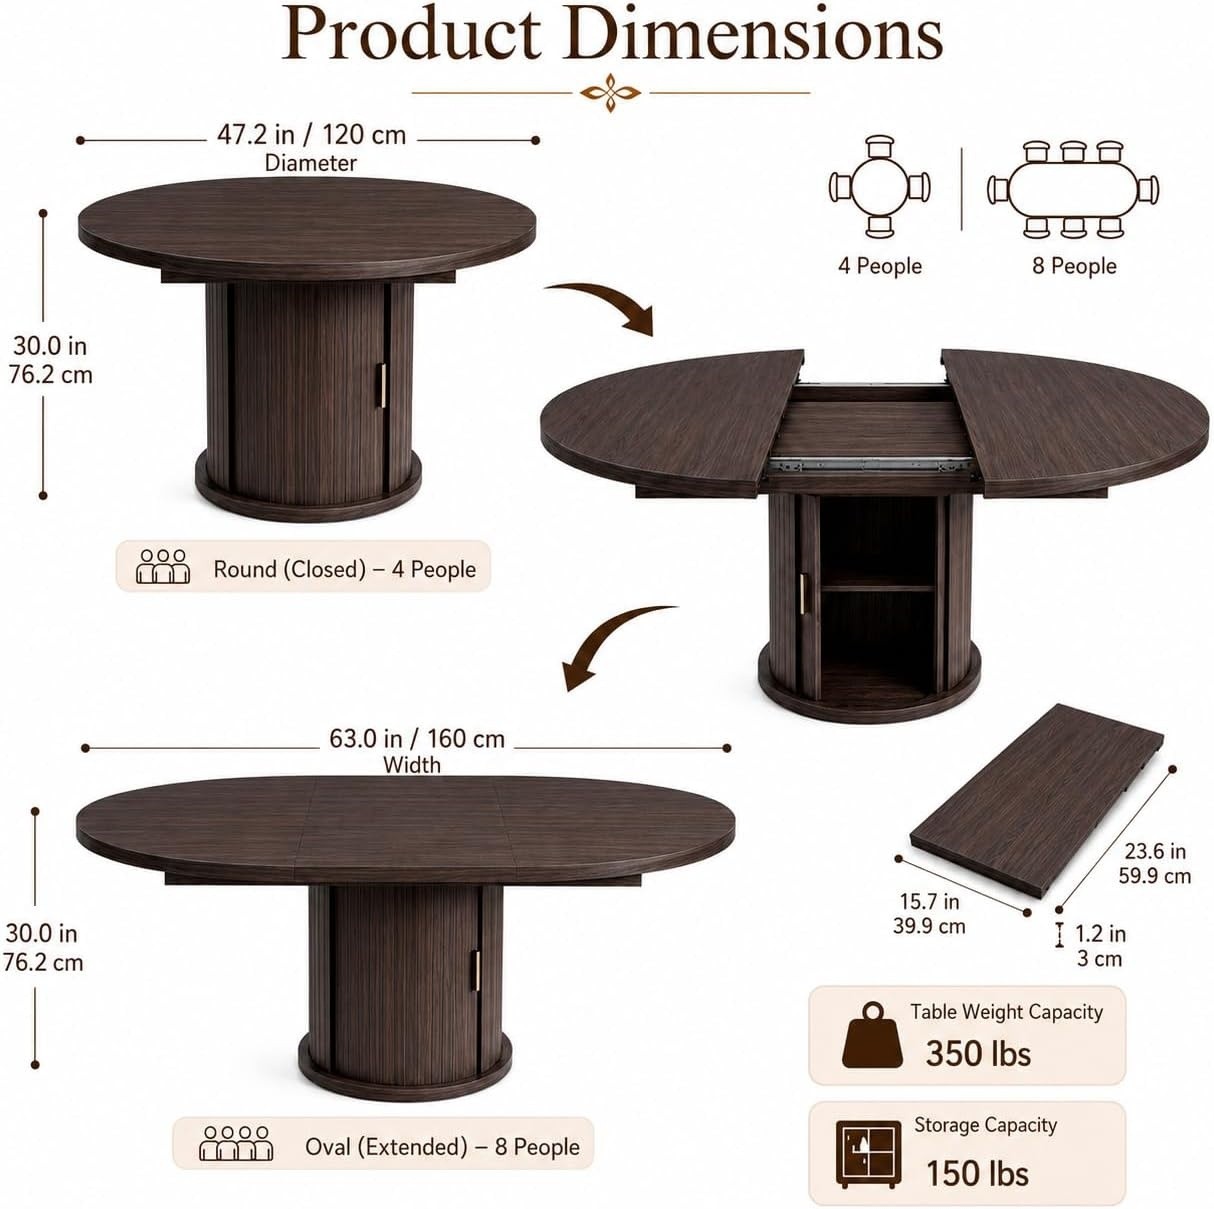 Product Dimensions
47.2 in / 120 cm
Diameter
4 People
8 People
30.0 in
76.2 cm
Round (Closed) – 4 People
63.0 in / 160 cm
Width
23.6 in
59.9 cm
15.7 in
39.9 cm
1.2 in
3 cm
30.0 in
76.2 cm
Table Weight Capacity
350 lbs
Oval (Extended) – 8 People
Storage Capacity
150 lbs